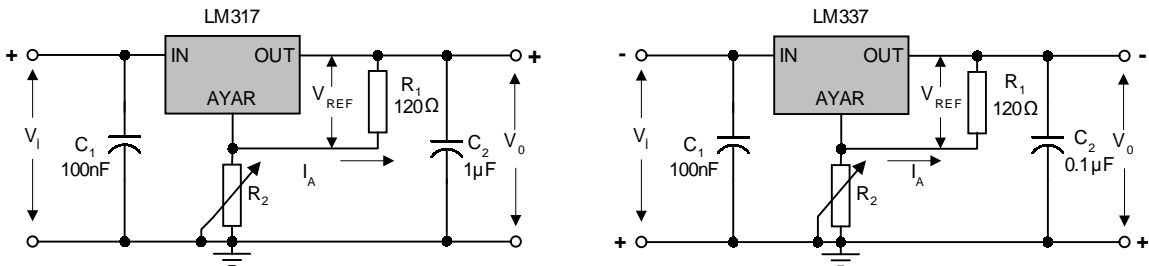 LM317
+
IN
OUT
+
AYAR
V_REF
R_1
120Ω
V_I
C_1
100nF
V_0
C_2
1µF
I_A
R_2
LM337
-
IN
OUT
-
AYAR
V_REF
R_1
120Ω
V_I
C_1
100nF
V_0
C_2
0.1µF
I_A
R_2
+
+